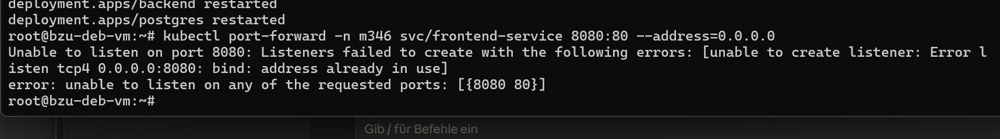 deployment.apps/backend restarted
deployment.apps/postgres restarted
root@bzu-deb-vm:~# kubectl port-forward -n m346 svc/frontend-service 8080:80 --address=0.0.0.0
Unable to listen on port 8080: Listeners failed to create with the following errors: [unable to create listener: Error l
isten tcp4 0.0.0.0:8080: bind: address already in use]
error: unable to listen on any of the requested ports: [{8080 80}]
root@bzu-deb-vm:~#
Gib / für Befehle ein